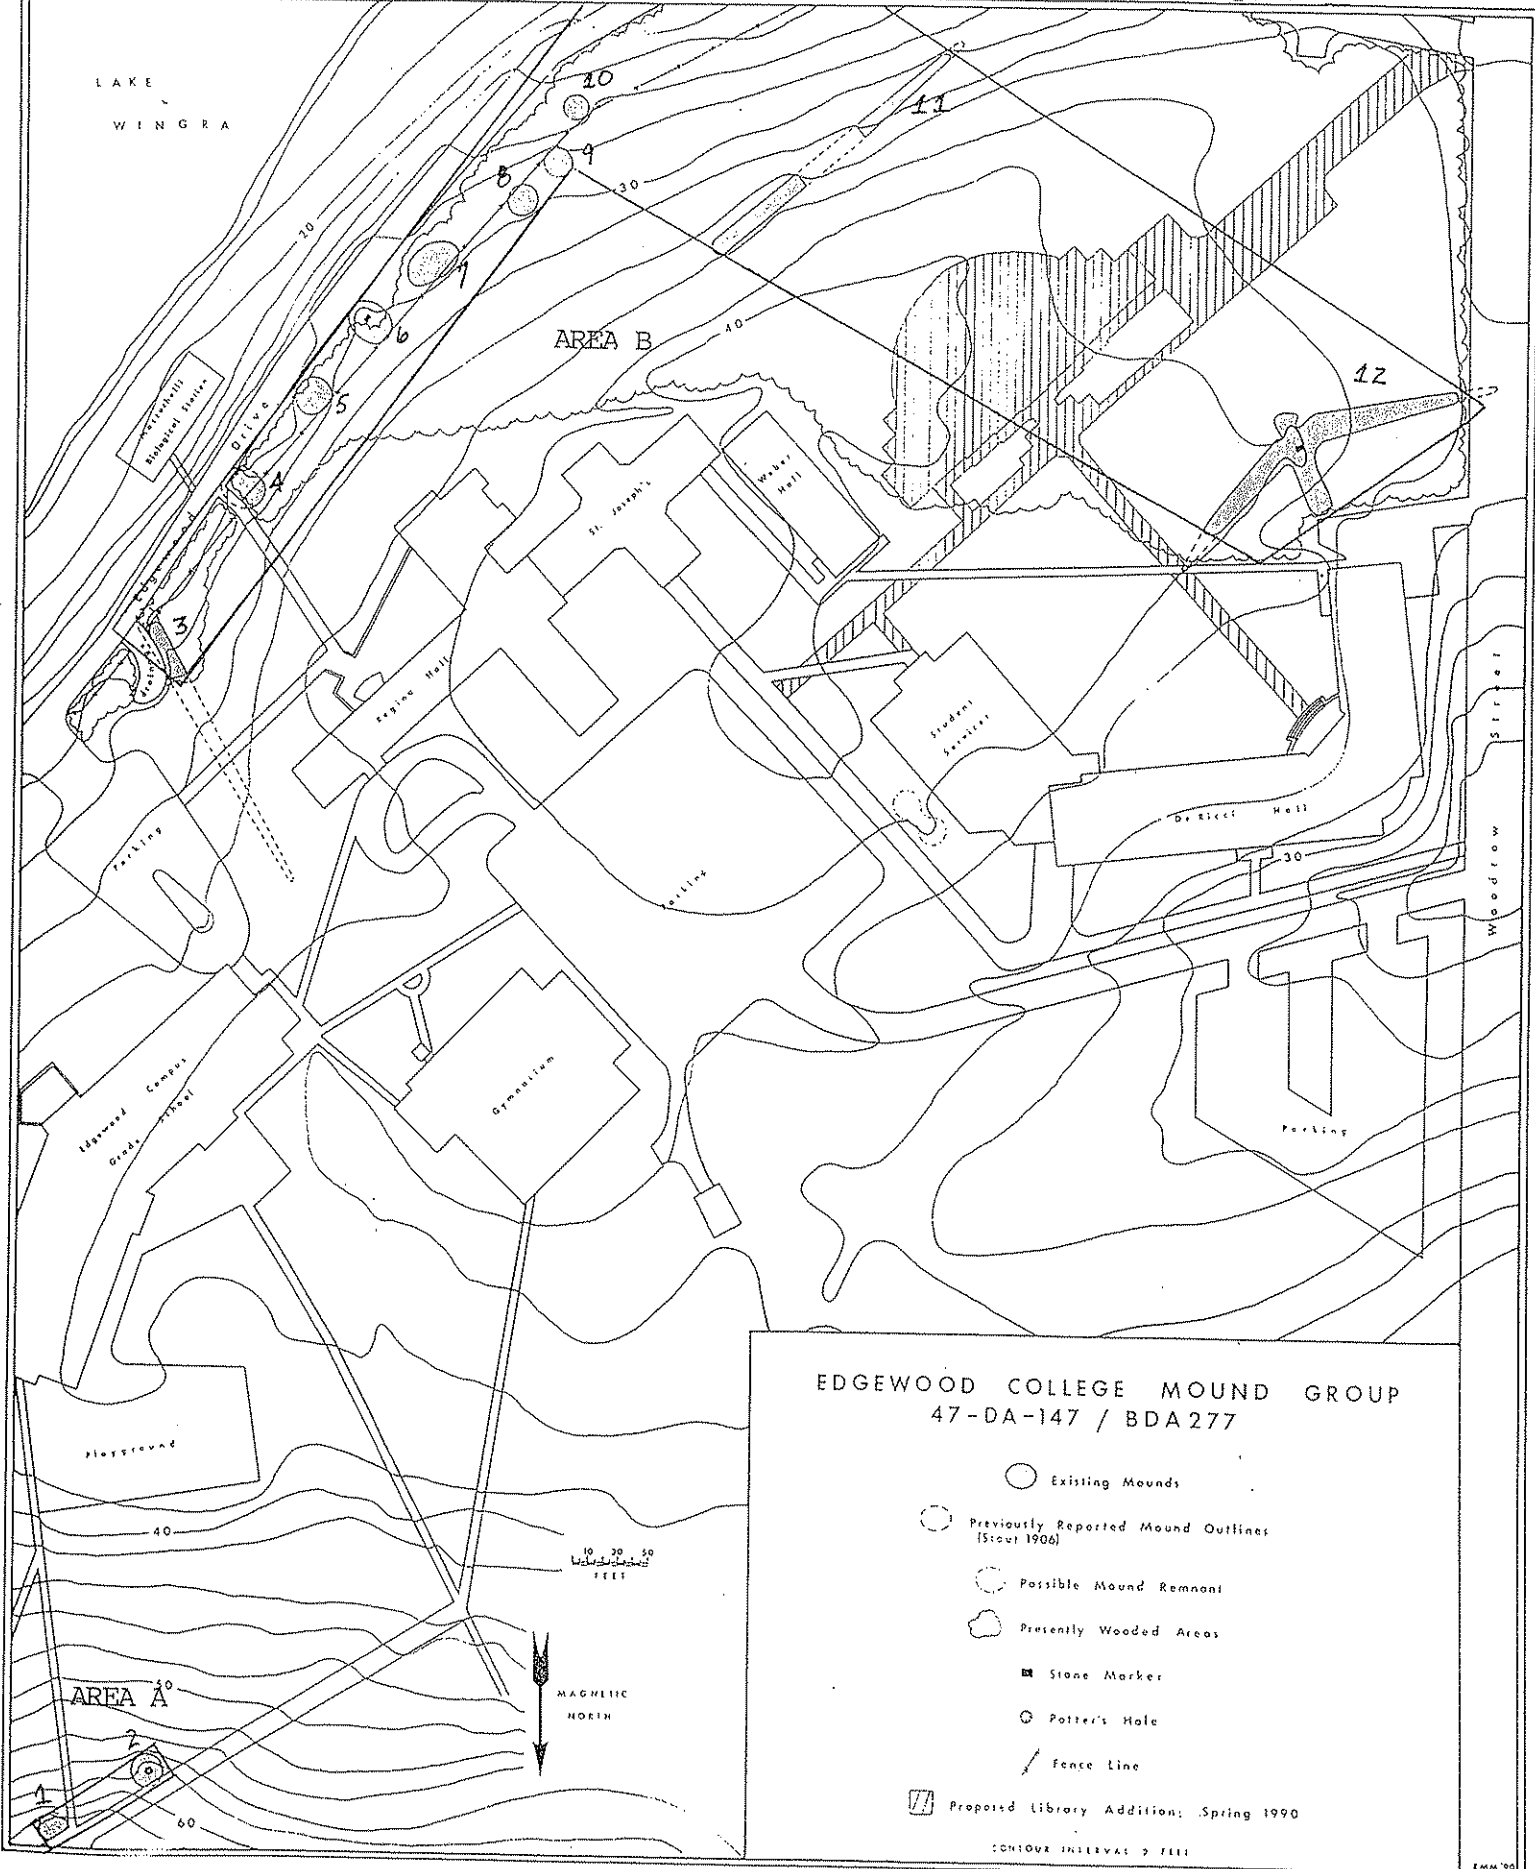 LAKE
WINGRA
10
11
9
8
30
20
7
6
AREA B
40
12
5
Biological Station
Drive
4
Edgewood
St. Joseph's
Weber
Hall
3
drain
Regina Hall
Student
Services
Street
Parking
DeRicci Hall
30
Woodrow
Parking
Edgewood Campus
Grade School
Gymnasium
Parking
EDGEWOOD COLLEGE MOUND GROUP
47-DA-147 / BDA277
Existing Mounds
Previously Reported Mound Outlines
(Stout 1906)
Possible Mound Remnant
Presently Wooded Areas
Stone Marker
Potter's Hole
Fence Line
Proposed Library Addition; Spring 1990
CONTOUR INTERVAL 2 FEET
Playground
40
10 30 50
FEET
MAGNETIC
NORTH
AREA A
50
2
1
60